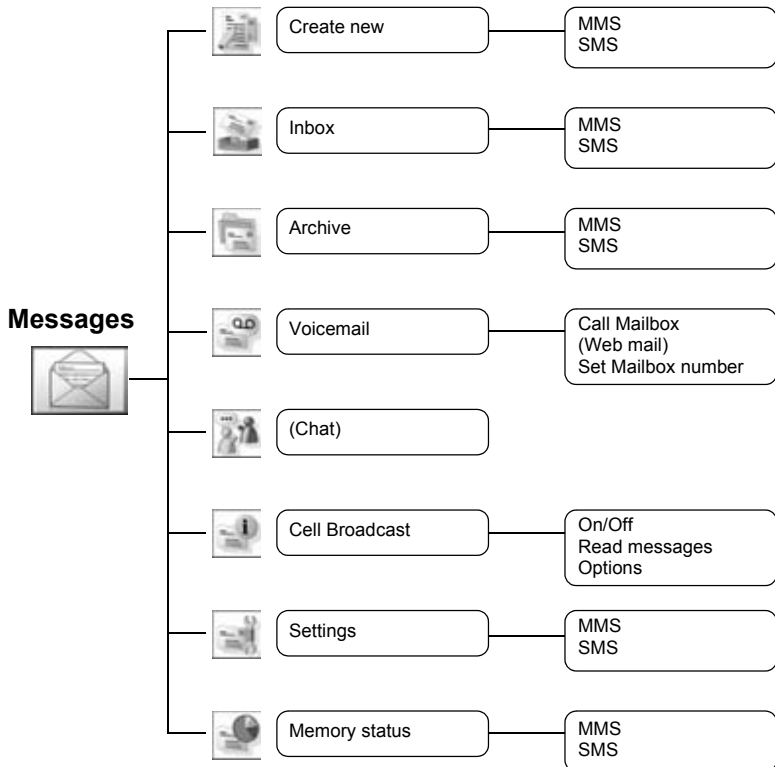 Messages
Create new
MMS
SMS
Inbox
MMS
SMS
Archive
MMS
SMS
Voicemail
Call Mailbox
(Web mail)
Set Mailbox number
(Chat)
Cell Broadcast
On/Off
Read messages
Options
Settings
MMS
SMS
Memory status
MMS
SMS